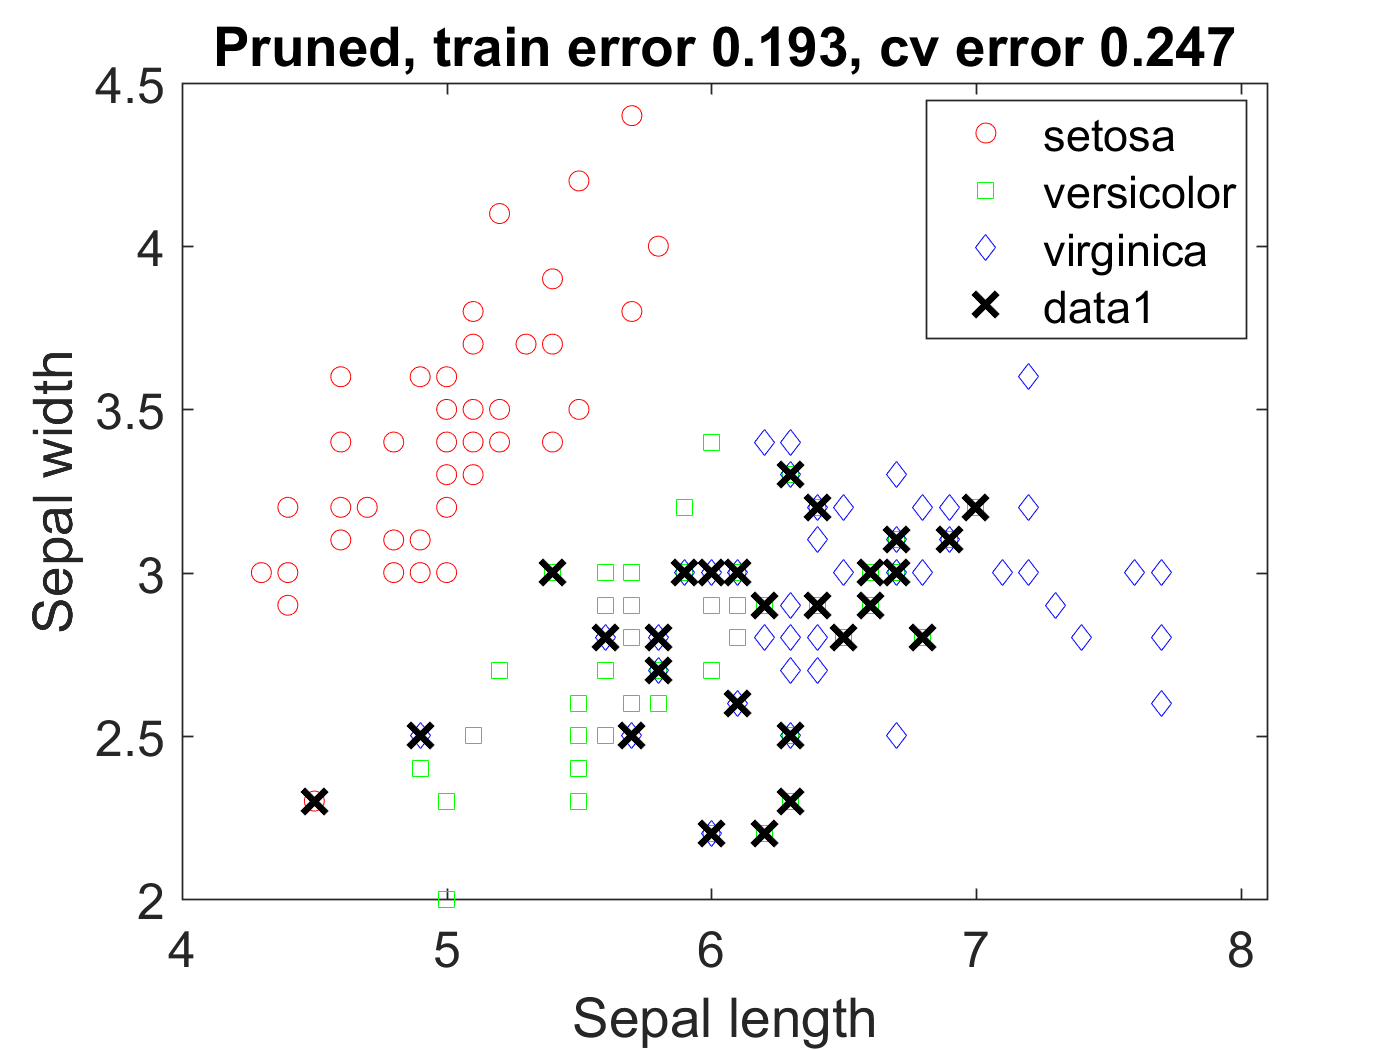 Pruned, train error 0.193, cv error 0.247
4.5
4
3.5
3
2.5
2
Sepal width
setosa
versicolor
virginica
data1
4 5 6 7 8
Sepal length